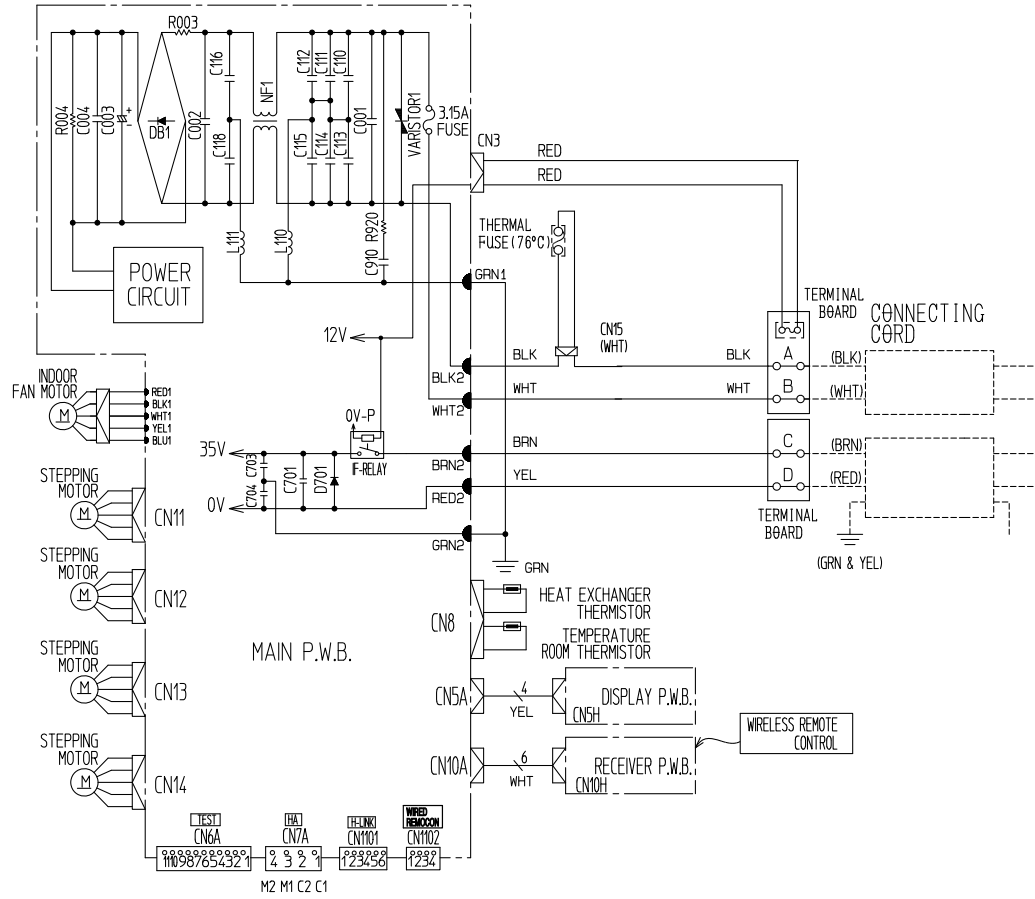 R003
R004
C004
C003
+
-
DB1
C002
C116
C118
NF1
C112
C111
C110
C115
C114
C113
C001
VARISTOR1
3.15A
FUSE
CN3
RED
RED
L111
L110
C910
R920
POWER
CIRCUIT
THERMAL
FUSE(76°C)
GRN1
12V
CN15
(WHT)
TERMINAL
BOARD
CONNECTING
CORD
BLK
BLK
A
(BLK)
BLK2
WHT
WHT
B
(WHT)
WHT2
INDOOR
FAN MOTOR
M
RED1
BLK1
WHT1
YEL1
BLU1
0V-P
IF-RELAY
35V
C703
C704
C701
D701
0V
BRN
BRN2
C
(BRN)
YEL
RED2
D
(RED)
TERMINAL
BOARD
(GRN & YEL)
GRN2
GRN
STEPPING
MOTOR
M
CN11
STEPPING
MOTOR
M
CN12
STEPPING
MOTOR
M
CN13
STEPPING
MOTOR
M
CN14
MAIN P.W.B.
CN8
HEAT EXCHANGER
THERMISTOR
TEMPERATURE
ROOM THERMISTOR
CN5A
4
YEL
DISPLAY P.W.B.
CN5H
CN10A
6
WHT
RECEIVER P.W.B.
CN10H
WIRELESS REMOTE
CONTROL
TEST
CN6A
11 10 9 8 7 6 5 4 3 2 1
HA
CN7A
4 3 2 1
M2 M1 C2 C1
H-LINK
CN1101
1 2 3 4 5 6
WIRED
REMOCON
CN1102
1 2 3 4